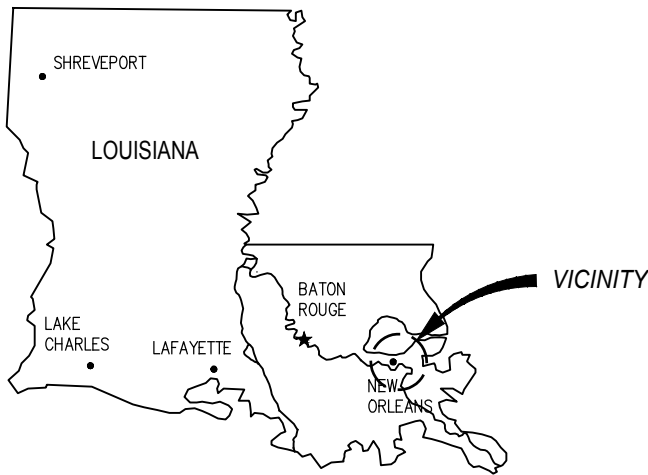 SHREVEPORT
LOUISIANA
VICINITY
BATON
ROUGE
LAKE
CHARLES
LAFAYETTE
NEW
ORLEANS